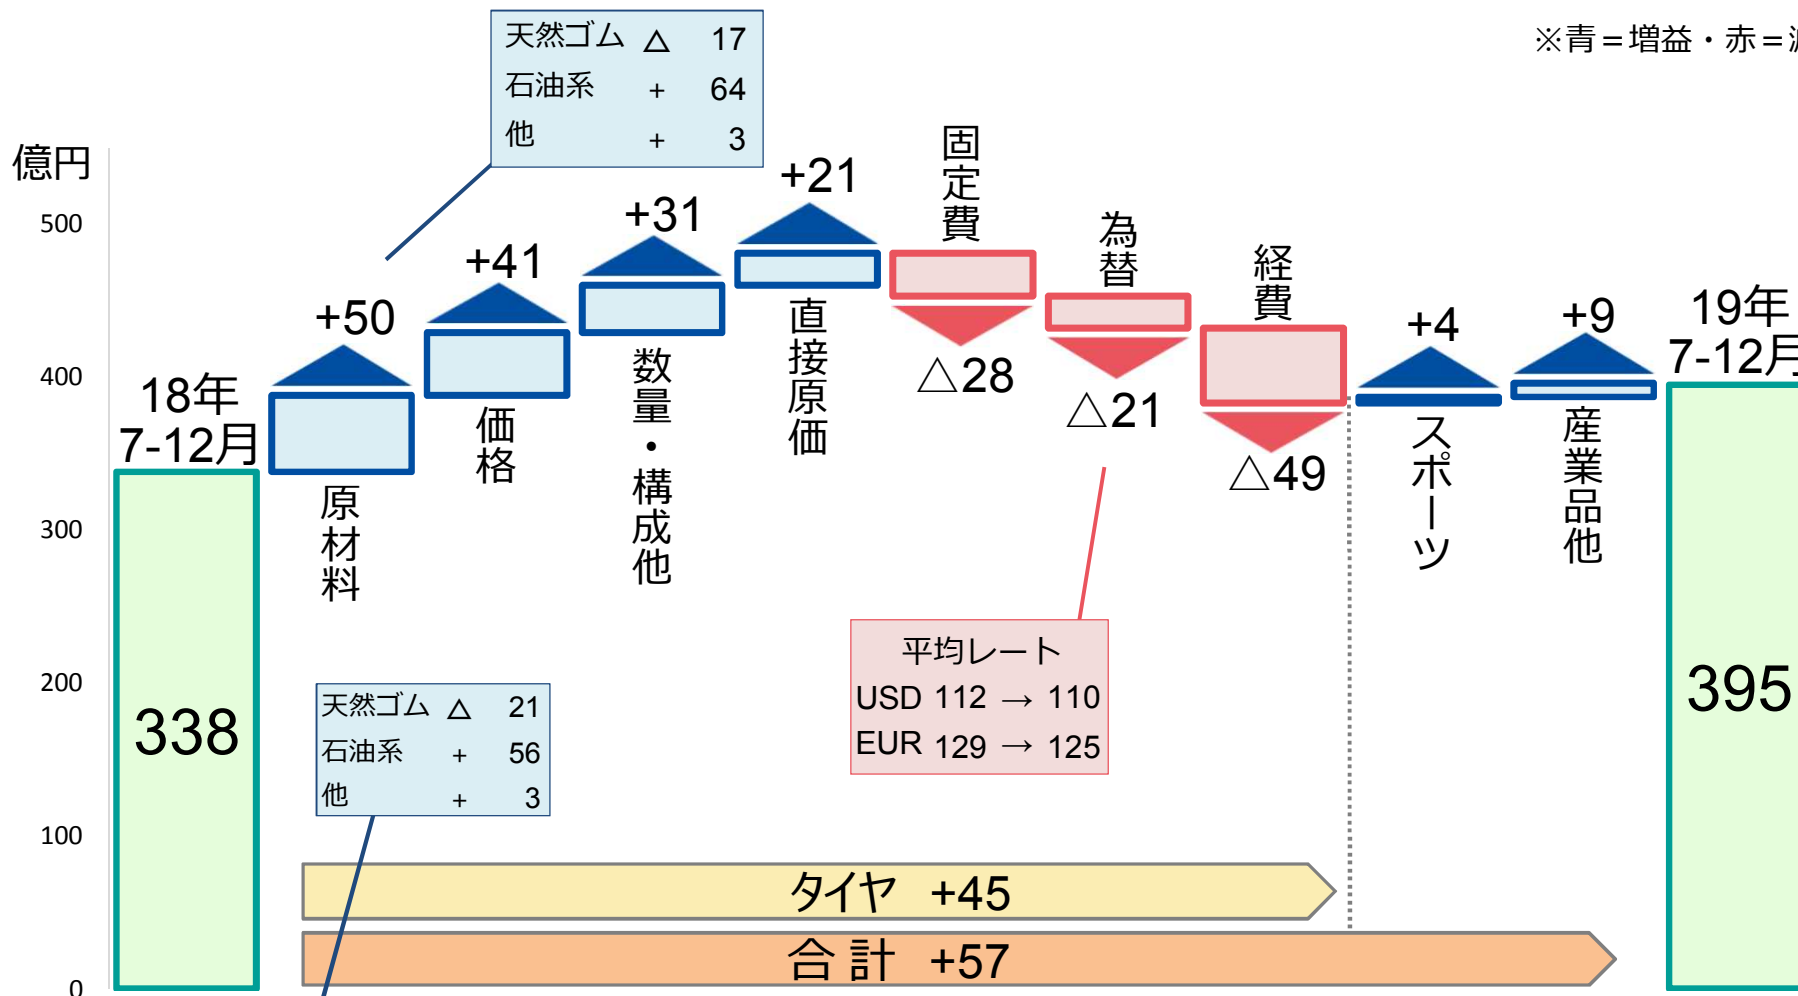 天然ゴム △ 17
石油系 + 64
他 + 3
※青＝増益・赤＝
億円
500
400
300
200
100
0
18年
7-12月
338
+50
原材料
+41
価格
+31
数量・構成他
+21
直接原価
固定費
△28
為替
△21
経費
△49
+4
スポーツ
+9
産業品他
19年
7-12月
395
平均レート
USD 112 → 110
EUR 129 → 125
天然ゴム △ 21
石油系 + 56
他 + 3
タイヤ +45
合計 +57